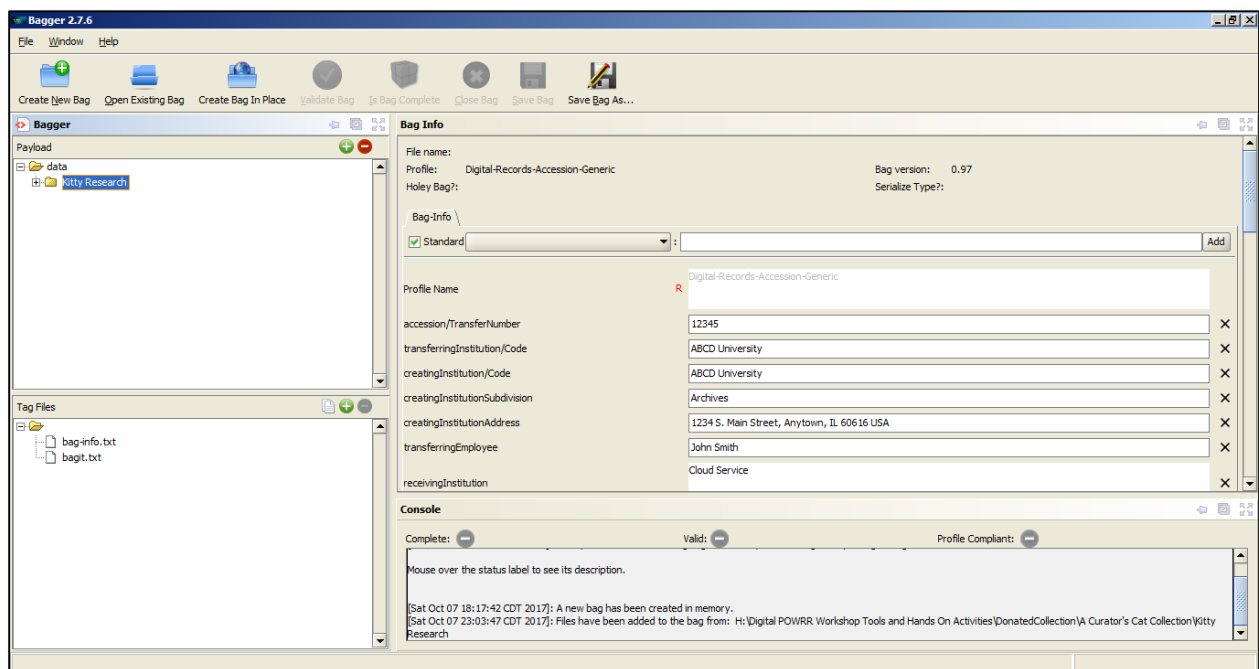 Bagger 2.7.6
File Window Help
Create New Bag Open Existing Bag Create Bag In Place Validate Bag Is Bag Complete Close Bag Save Bag Save Bag As...
Bagger
Payload
data
Kitty Research
Tag Files
bag-info.txt
bagit.txt
Bag Info
File name:
Profile: Digital-Records-Accession-Generic Bag version: 0.97
Holey Bag?: Serialize Type?:
Bag-Info
Standard : Add
Profile Name R Digital-Records-Accession-Generic
accession/TransferNumber 12345
transferringInstitution/Code ABCD University
creatingInstitution/Code ABCD University
creatingInstitutionSubdivision Archives
creatingInstitutionAddress 1234 S. Main Street, Anytown, IL 60616 USA
transferringEmployee John Smith
receivingInstitution Cloud Service
Console
Complete: Valid: Profile Compliant:
Mouse over the status label to see its description.
[Sat Oct 07 18:17:42 CDT 2017]: A new bag has been created in memory.
[Sat Oct 07 23:03:47 CDT 2017]: Files have been added to the bag from: H:\Digital POWRR Workshop Tools and Hands On Activities\DonatedCollection\A Curator's Cat Collection\Kitty
Research